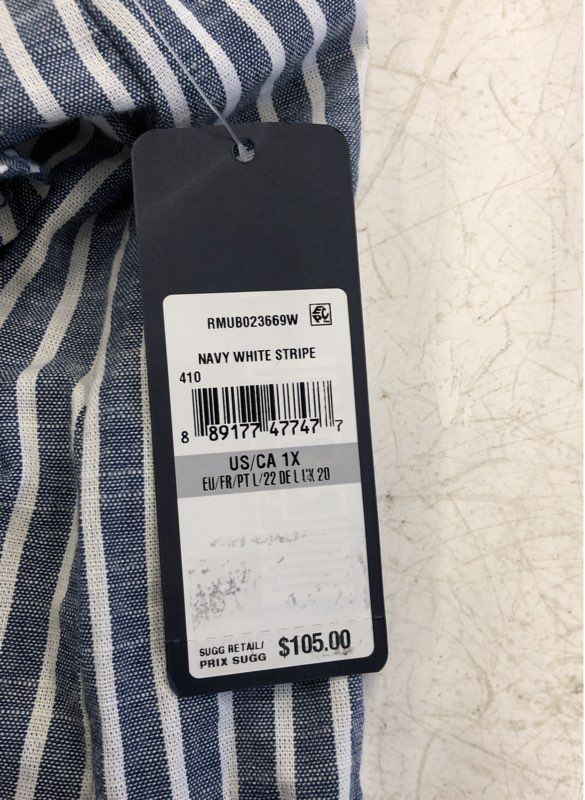 RMUB023669W
NAVY WHITE STRIPE
410
8 89177 47747 7
US/CA 1X
EU/FR/PT L/22 DE L UK 20
SUGG RETAIL/
PRIX SUGG $105.00